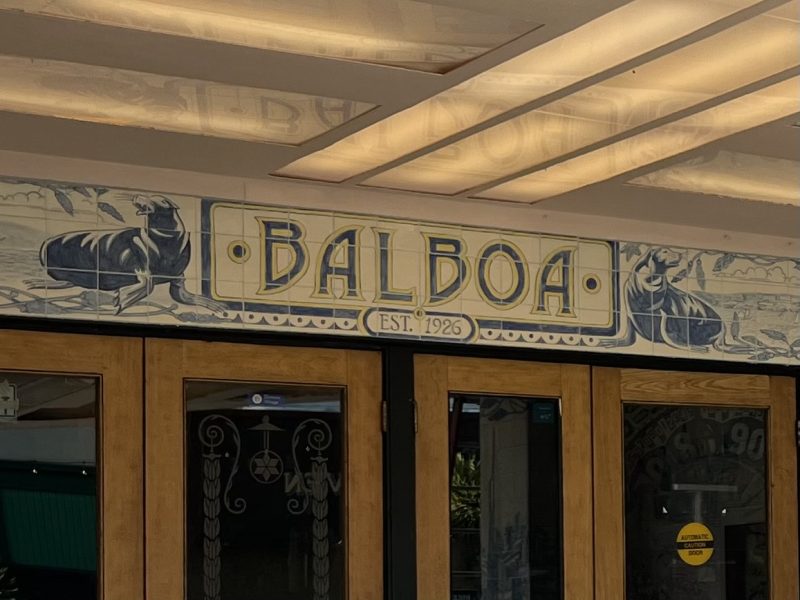 BALBOA
EST. 1926
AUTOMATIC
CAUTION
DOOR